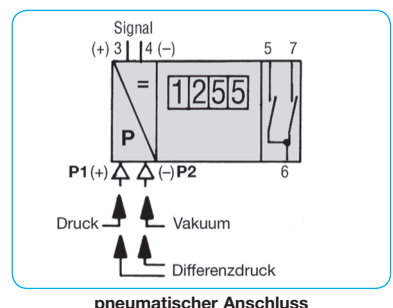 Signal
(+) 3 4 (–) 5 7
=
1255
P
P1 (+) (–) P2 6
Druck Vakuum
Differenzdruck
pneumatischer Anschluss